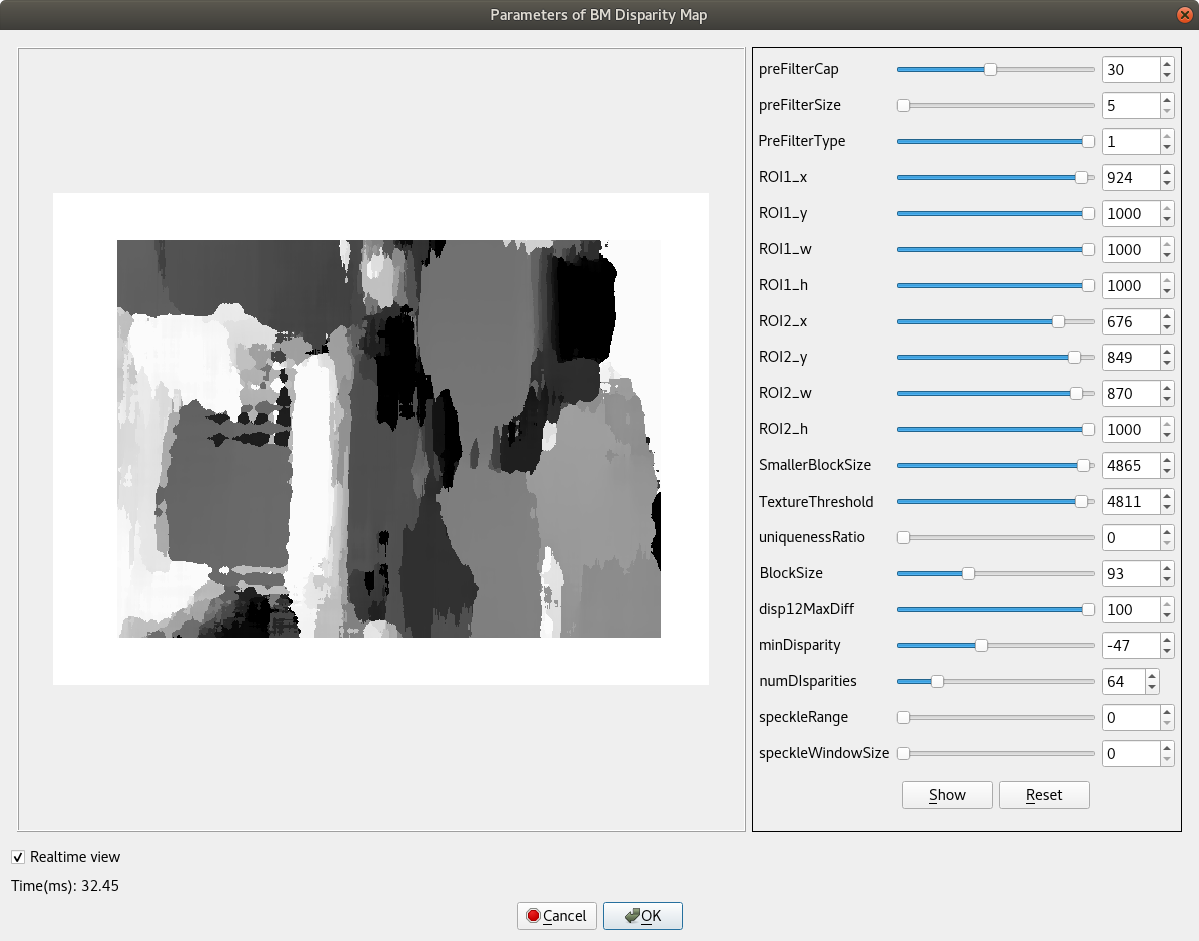 Parameters of BM Disparity Map
preFilterCap 30
preFilterSize 5
PreFilterType 1
ROI1_x 924
ROI1_y 1000
ROI1_w 1000
ROI1_h 1000
ROI2_x 676
ROI2_y 849
ROI2_w 870
ROI2_h 1000
SmallerBlockSize 4865
TextureThreshold 4811
uniquenessRatio 0
BlockSize 93
disp12MaxDiff 100
minDisparity -47
numDIsparities 64
speckleRange 0
speckleWindowSize 0
Show Reset
Realtime view
Time(ms): 32.45
Cancel OK